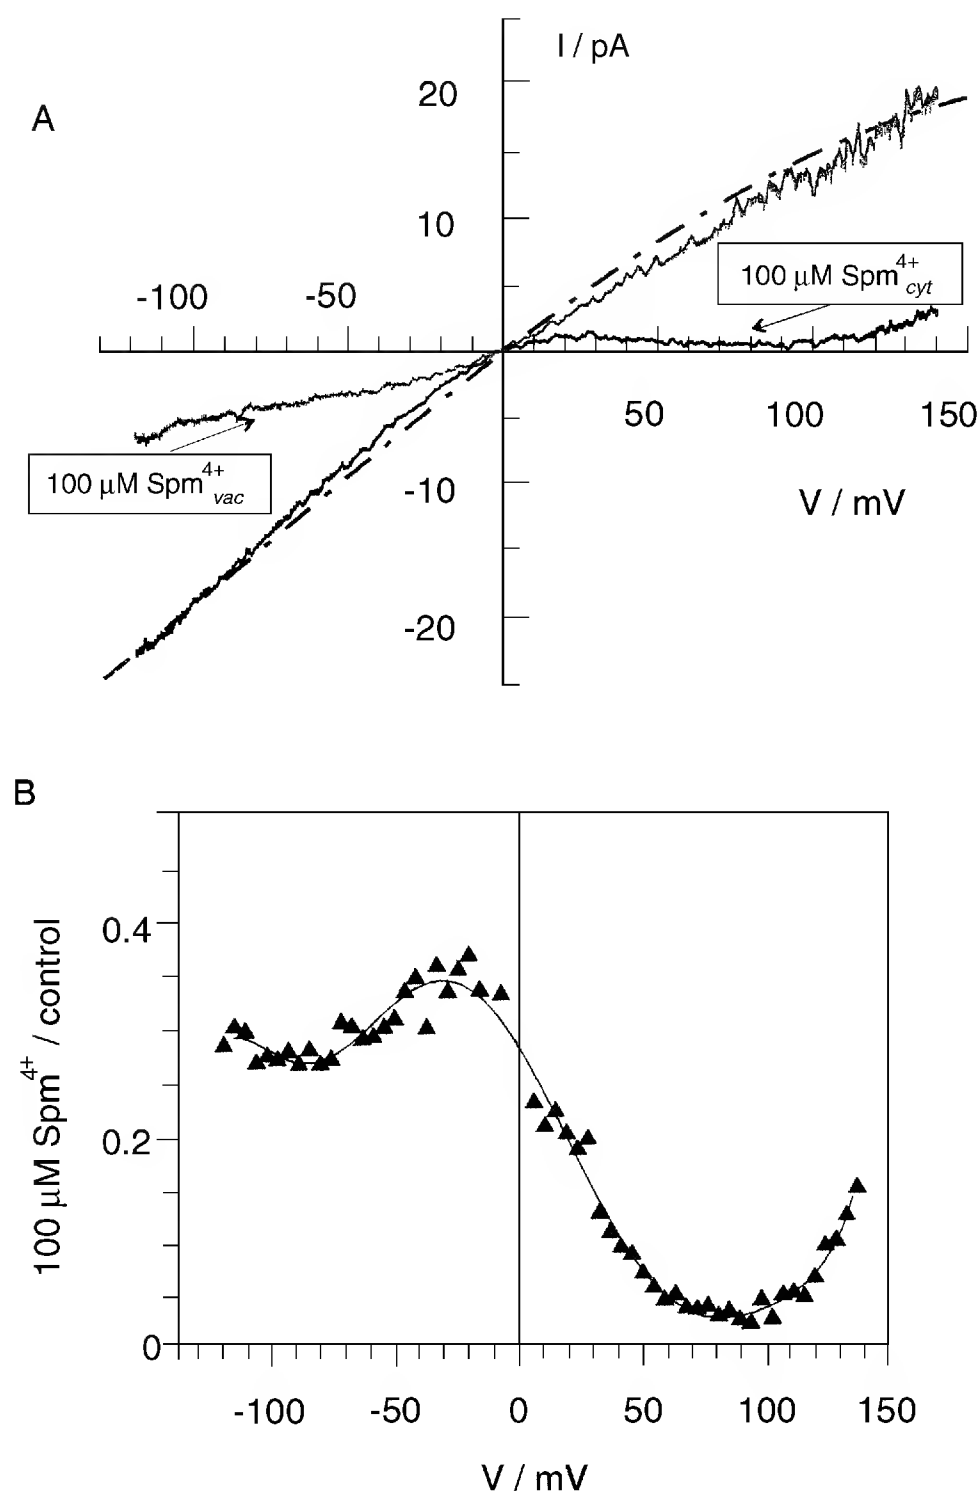 I / pA
A
20
10
100 μM Spm4+cyt
-100 -50
50 100 150
100 μM Spm4+vac
-10
V / mV
-20
B
0.4
0.2
0
100 μM Spm4+ / control
-100 -50 0 50 100 150
V / mV